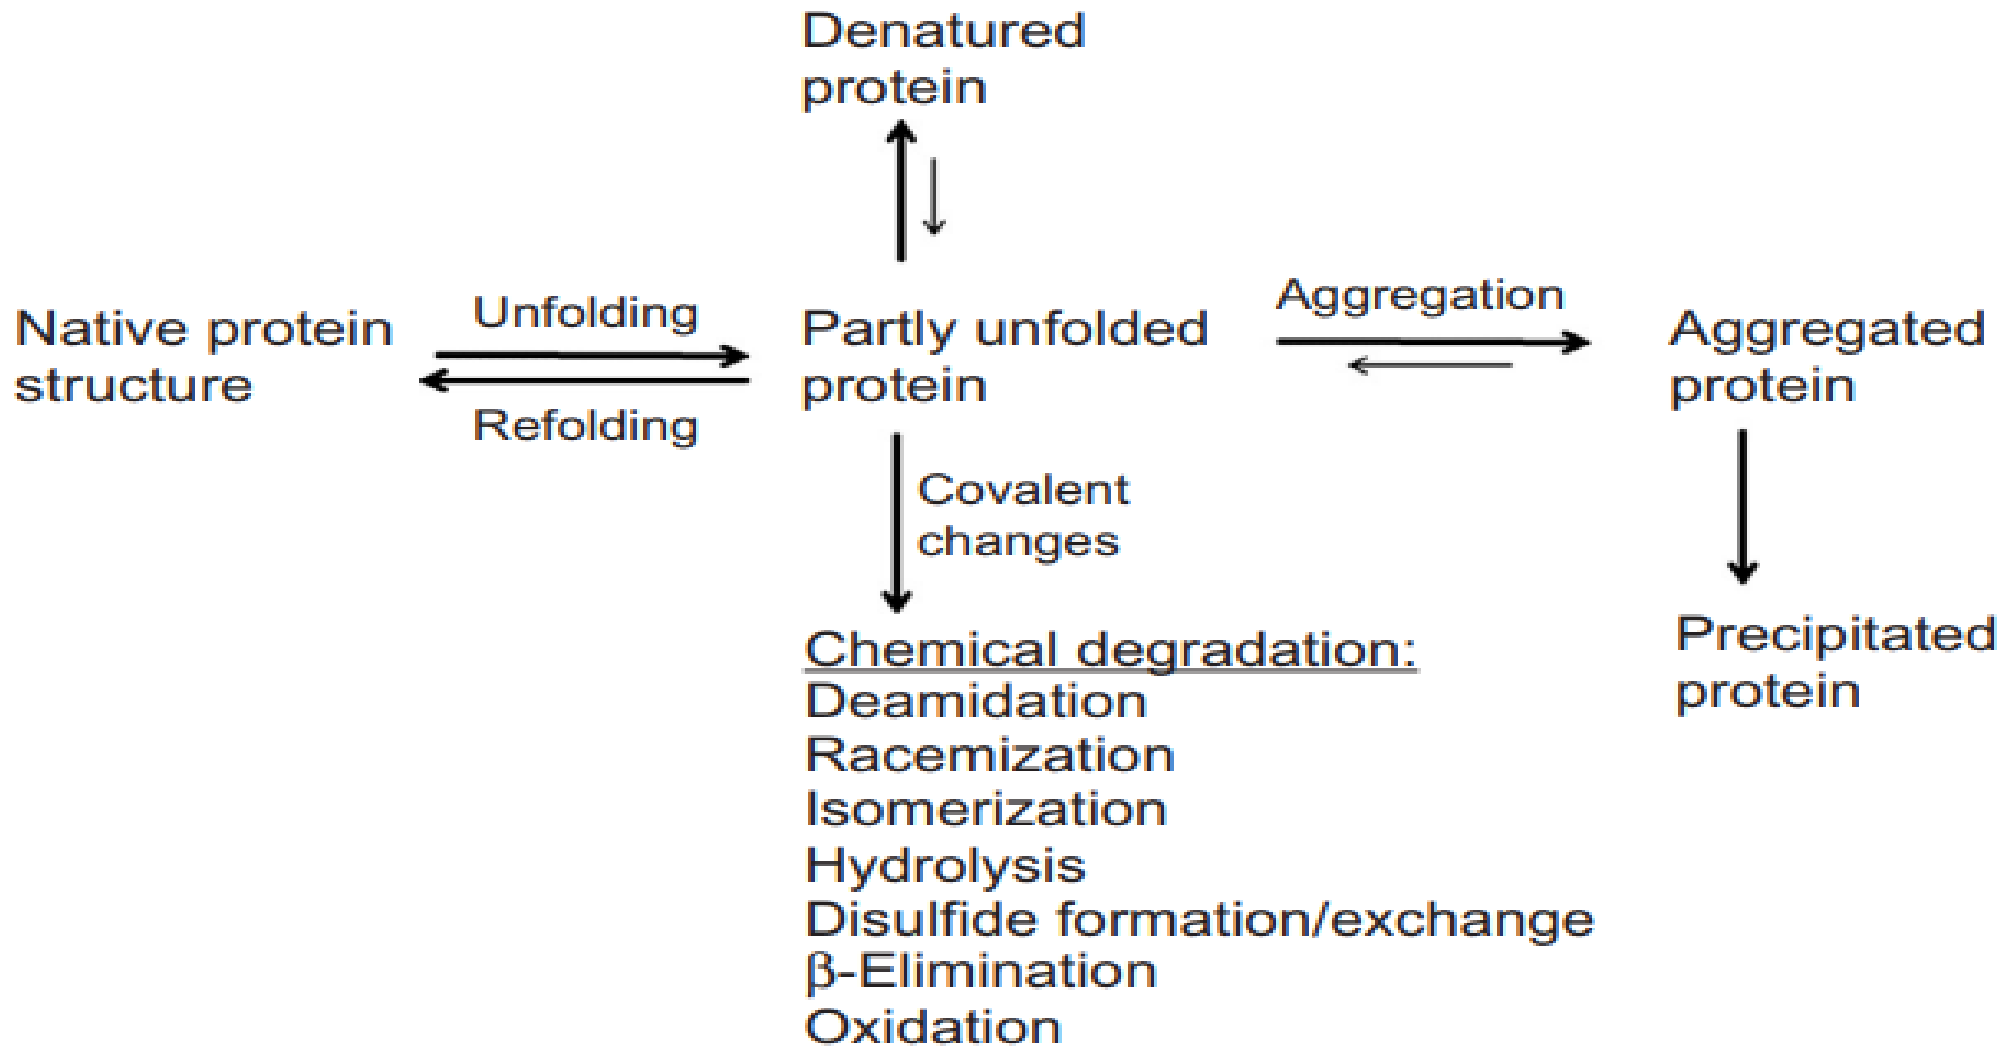 Denatured
protein
Native protein
structure
Unfolding
Refolding
Partly unfolded
protein
Aggregation
Aggregated
protein
Covalent
changes
Precipitated
protein
Chemical degradation:
Deamidation
Racemization
Isomerization
Hydrolysis
Disulfide formation/exchange
β-Elimination
Oxidation